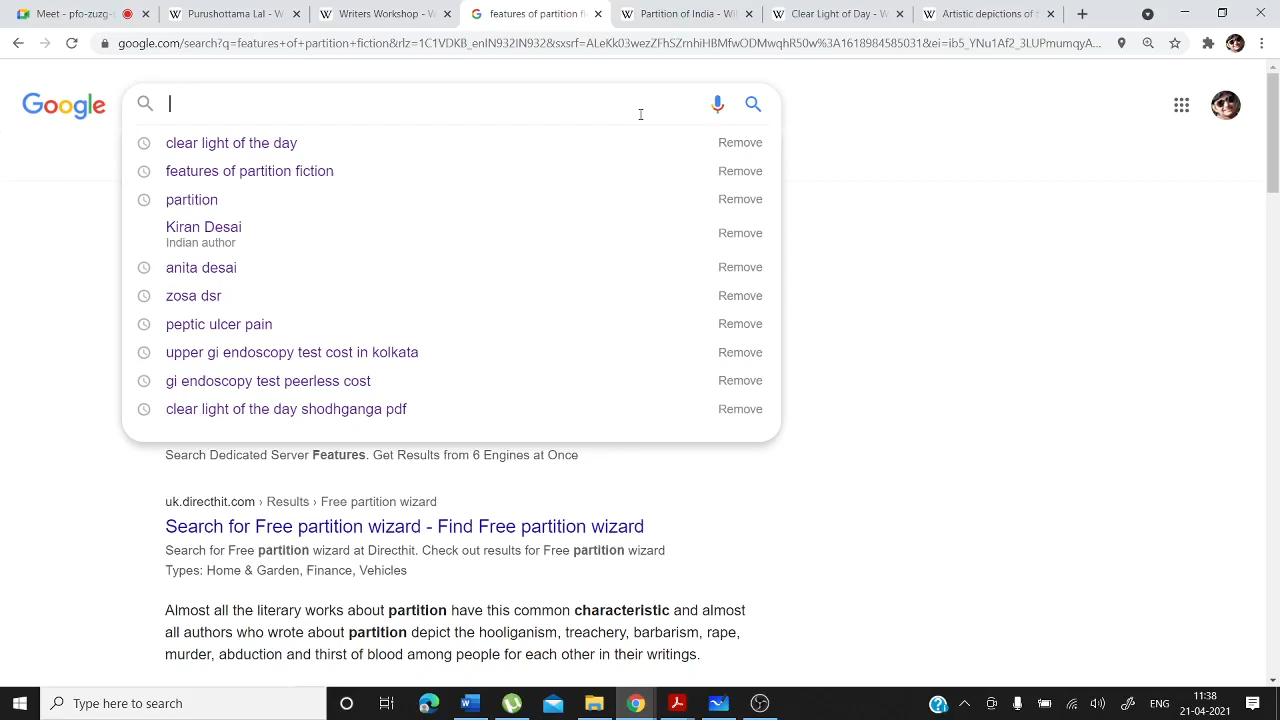 Meet - pfo-zuzg-
Purushottama Lal - W
Writers Workshop - W
features of partition fi
Partition of India - Wi
Clear Light of Day - W
Artistic depictions of t
google.com/search?q=features+of+partition+fiction&rlz=1C1VDKB_enIN932IN932&sxsrf=ALeKk03wezZFhSZmhiHBMfwODMwqhR50w%3A1618984585031&ei=ib5_YNu1Af2_3LUPmumqyA...
Google
clear light of the day Remove
features of partition fiction Remove
partition Remove
Kiran Desai
Indian author Remove
anita desai Remove
zosa dsr Remove
peptic ulcer pain Remove
upper gi endoscopy test cost in kolkata Remove
gi endoscopy test peerless cost Remove
clear light of the day shodhganga pdf Remove
Search Dedicated Server Features. Get Results from 6 Engines at Once
uk.directhit.com › Results › Free partition wizard
Search for Free partition wizard - Find Free partition wizard
Search for Free partition wizard at Directhit. Check out results for Free partition wizard
Types: Home & Garden, Finance, Vehicles
Almost all the literary works about partition have this common characteristic and almost
all authors who wrote about partition depict the hooliganism, treachery, barbarism, rape,
murder, abduction and thirst of blood among people for each other in their writings.
Type here to search
ENG
11:38
21-04-2021